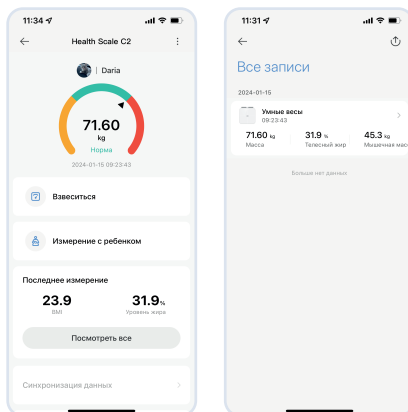 11:34
Health Scale C2
Daria
71.60
kg
Норма
2024-01-15 09:23:43
Взвеситься
Измерение с ребенком
Последнее измерение
23.9 31.9%
BMI Уровень жира
Посмотреть все
Синхронизация данных
11:31
Все записи
2024-01-15
Умные весы
09:23:43
71.60 kg 31.9 % 45.3 kg
Масса Телесный жир Мышечная мас
Больше нет данных